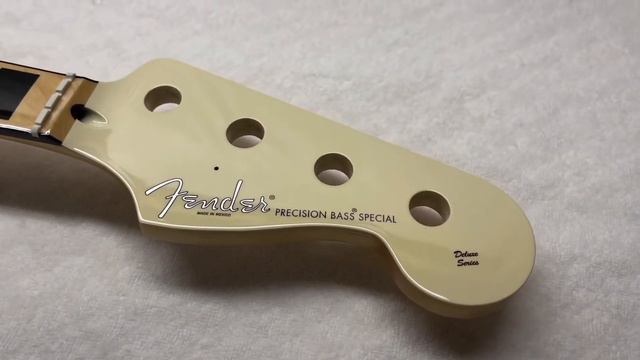 Fender®
MADE IN MEXICO
PRECISION BASS® SPECIAL
Deluxe
Series